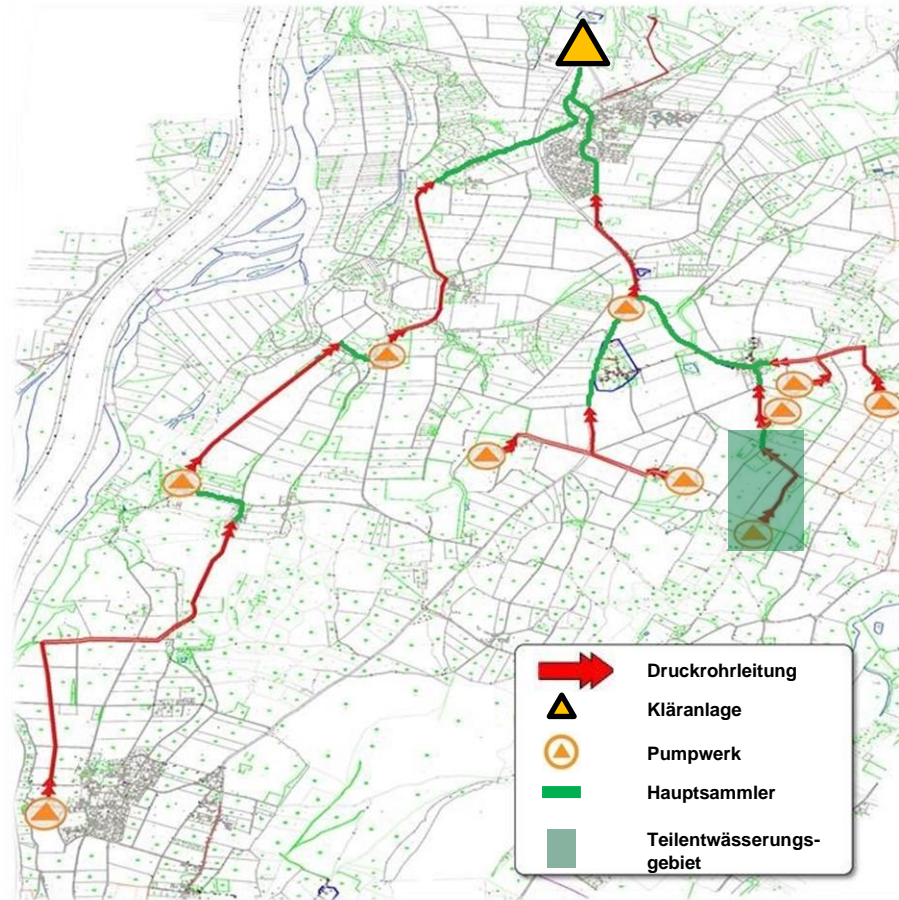 Druckrohrleitung
Kläranlage
Pumpwerk
Hauptsammler
Teilentwässerungs-
gebiet